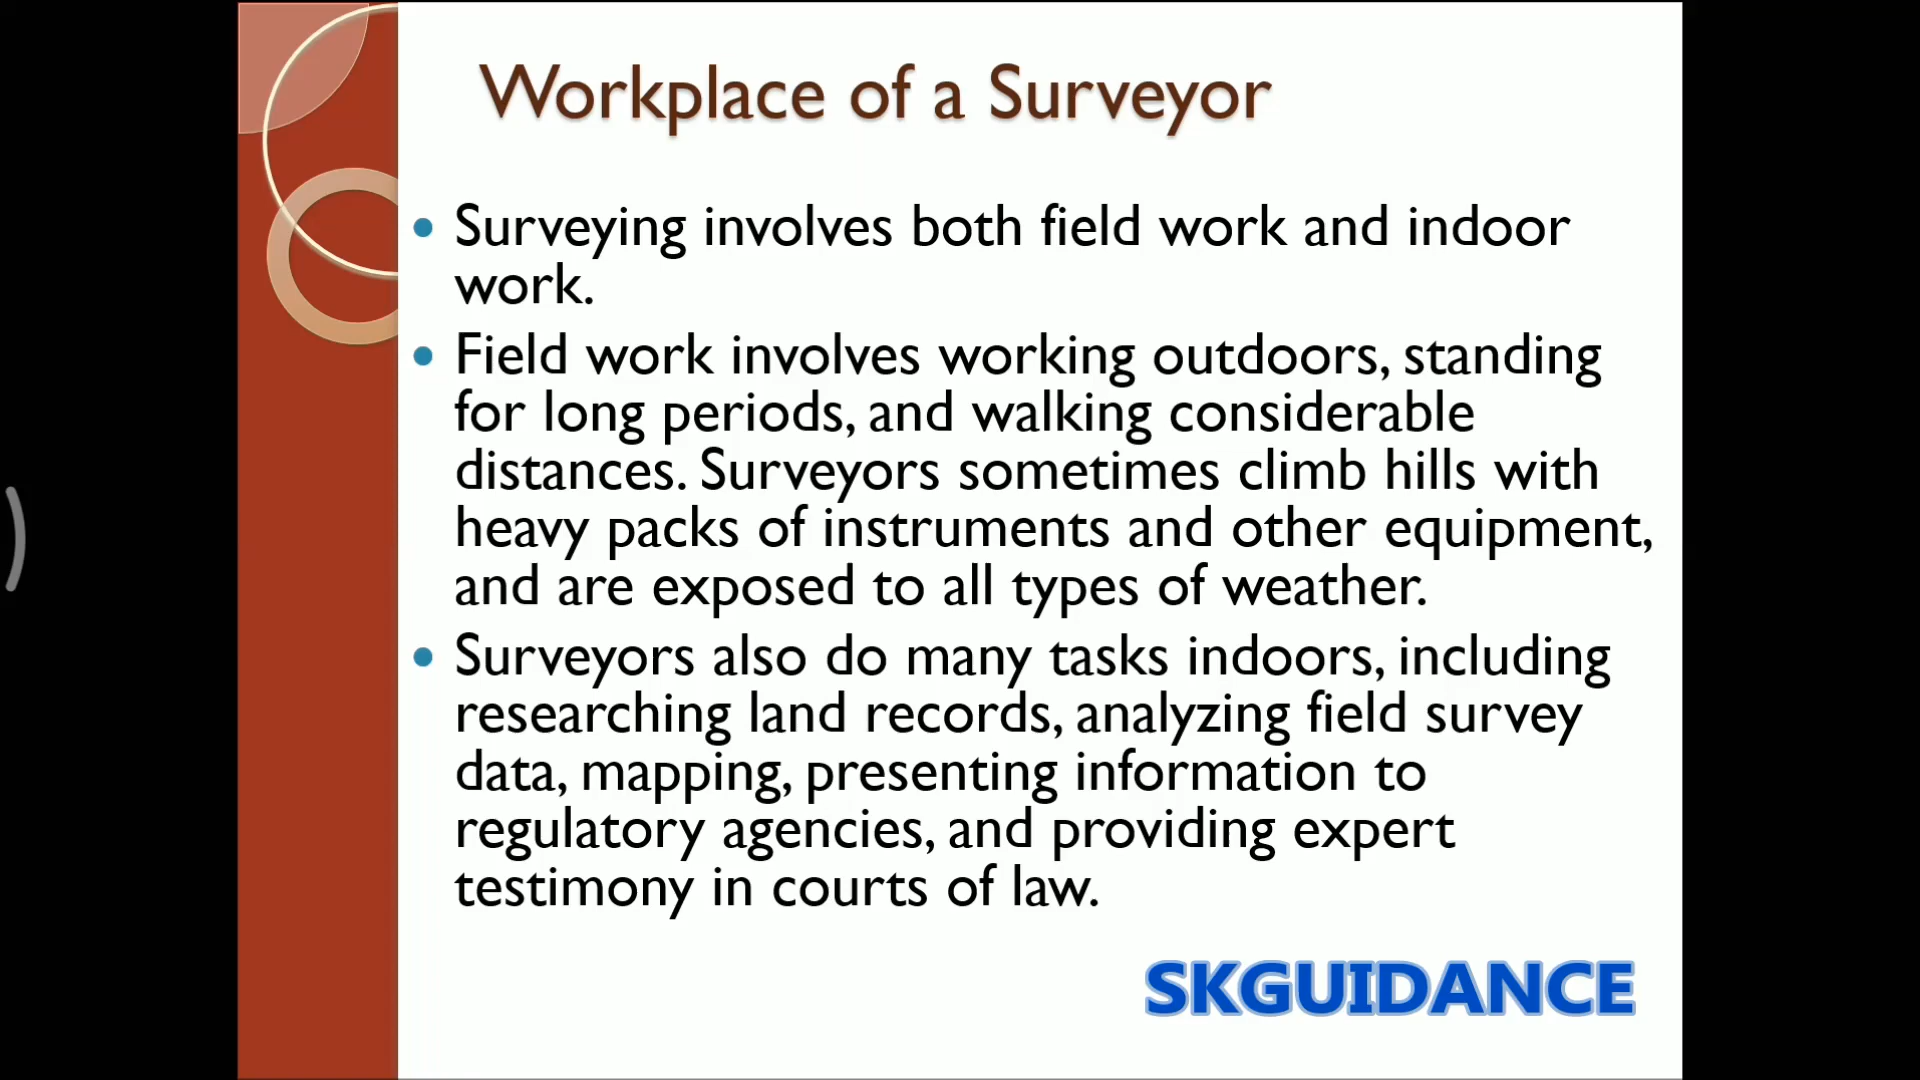 Workplace of a Surveyor
• Surveying involves both field work and indoor
work.
• Field work involves working outdoors, standing
for long periods, and walking considerable
distances. Surveyors sometimes climb hills with
heavy packs of instruments and other equipment,
and are exposed to all types of weather.
• Surveyors also do many tasks indoors, including
researching land records, analyzing field survey
data, mapping, presenting information to
regulatory agencies, and providing expert
testimony in courts of law.
SKGUIDANCE